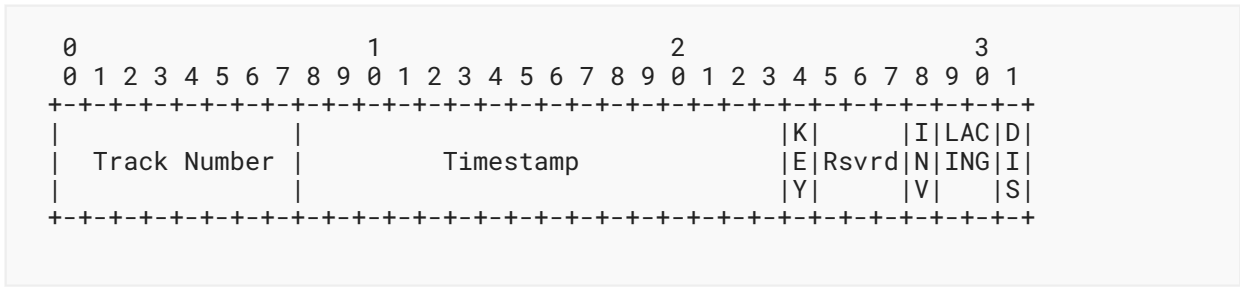 0                   1                   2                   3
 0 1 2 3 4 5 6 7 8 9 0 1 2 3 4 5 6 7 8 9 0 1 2 3 4 5 6 7 8 9 0 1
+-+-+-+-+-+-+-+-+-+-+-+-+-+-+-+-+-+-+-+-+-+-+-+-+-+-+-+-+-+-+-+-+
|               |                               |K|     |I|LAC|D|
|  Track Number |         Timestamp             |E|Rsvrd|N|ING|I|
|               |                               |Y|     |V|   |S|
+-+-+-+-+-+-+-+-+-+-+-+-+-+-+-+-+-+-+-+-+-+-+-+-+-+-+-+-+-+-+-+-+